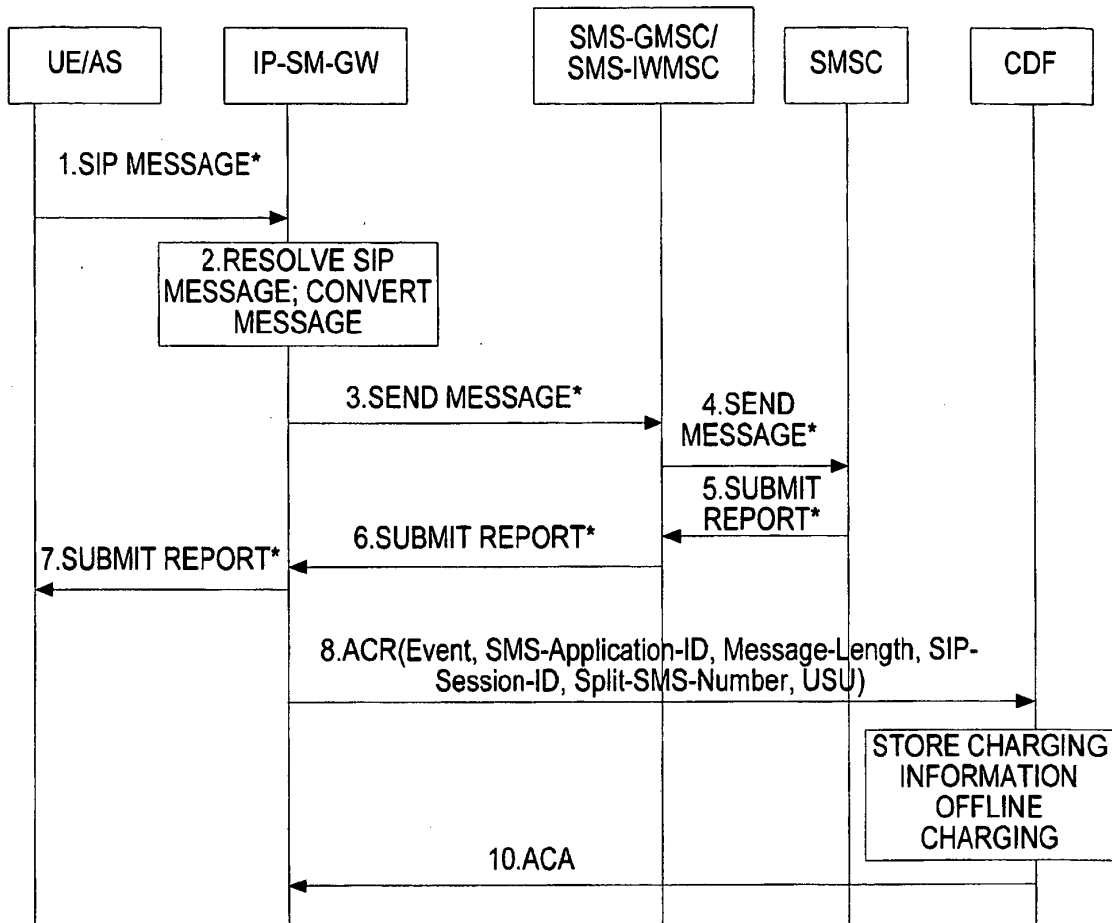 UE/AS
IP-SM-GW
SMS-GMSC/
SMS-IWMSC
SMSC
CDF
1.SIP MESSAGE*
2.RESOLVE SIP
MESSAGE; CONVERT
MESSAGE
3.SEND MESSAGE*
4.SEND
MESSAGE*
5.SUBMIT
REPORT*
6.SUBMIT REPORT*
7.SUBMIT REPORT*
8.ACR(Event, SMS-Application-ID, Message-Length, SIP-
Session-ID, Split-SMS-Number, USU)
STORE CHARGING
INFORMATION
OFFLINE
CHARGING
10.ACA